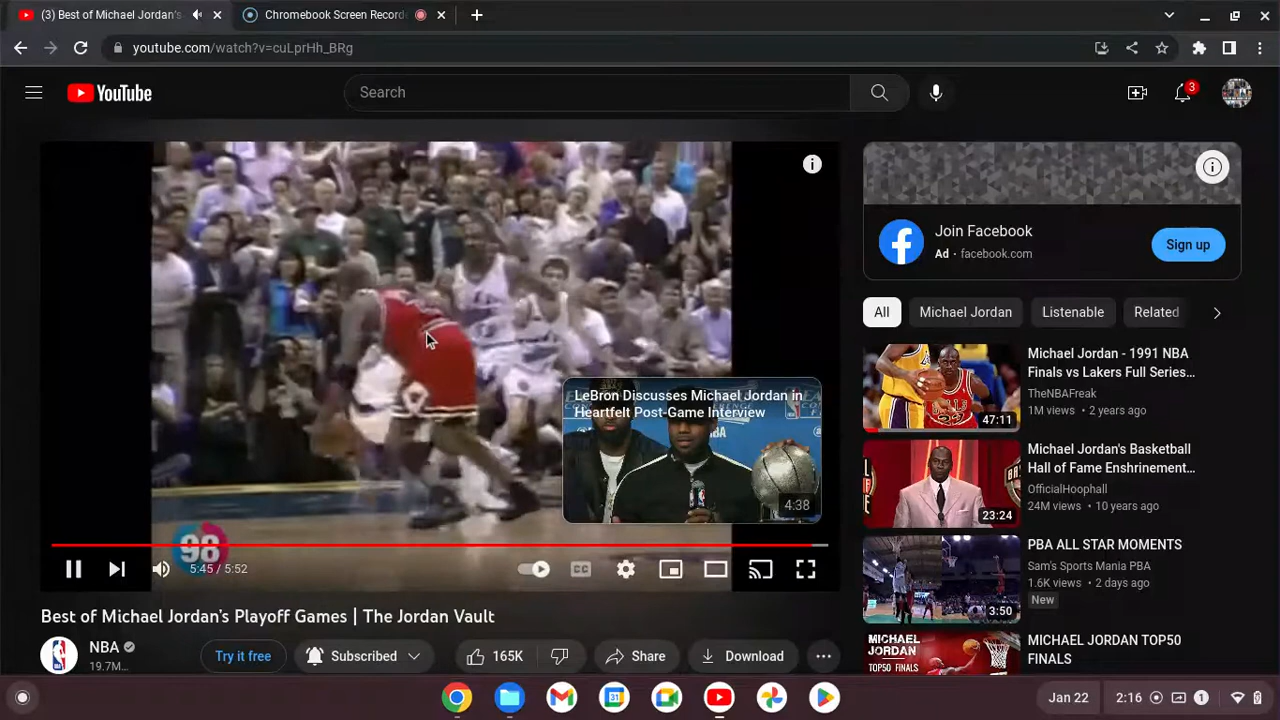 (3) Best of Michael Jordan's
Chromebook Screen Record
youtube.com/watch?v=cuLprHh_BRg
YouTube
Search
3
LeBron Discusses Michael Jordan in
Heartfelt Post-Game Interview
4:38
98
5:45 / 5:52
CC
Best of Michael Jordan's Playoff Games | The Jordan Vault
NBA
19.7M...
Try it free
Subscribed
165K
Share
Download
Join Facebook
Ad · facebook.com
Sign up
All
Michael Jordan
Listenable
Related
Michael Jordan - 1991 NBA
Finals vs Lakers Full Series...
TheNBAFreak
1M views · 2 years ago
47:11
Michael Jordan's Basketball
Hall of Fame Enshrinement...
OfficialHoophall
24M views · 10 years ago
23:24
PBA ALL STAR MOMENTS
Sam's Sports Mania PBA
1.6K views · 2 days ago
New
3:50
MICHAEL JORDAN TOP50
FINALS
MICHAEL
JORDAN
TOP50 FINALS
31
Jan 22
2:16
1